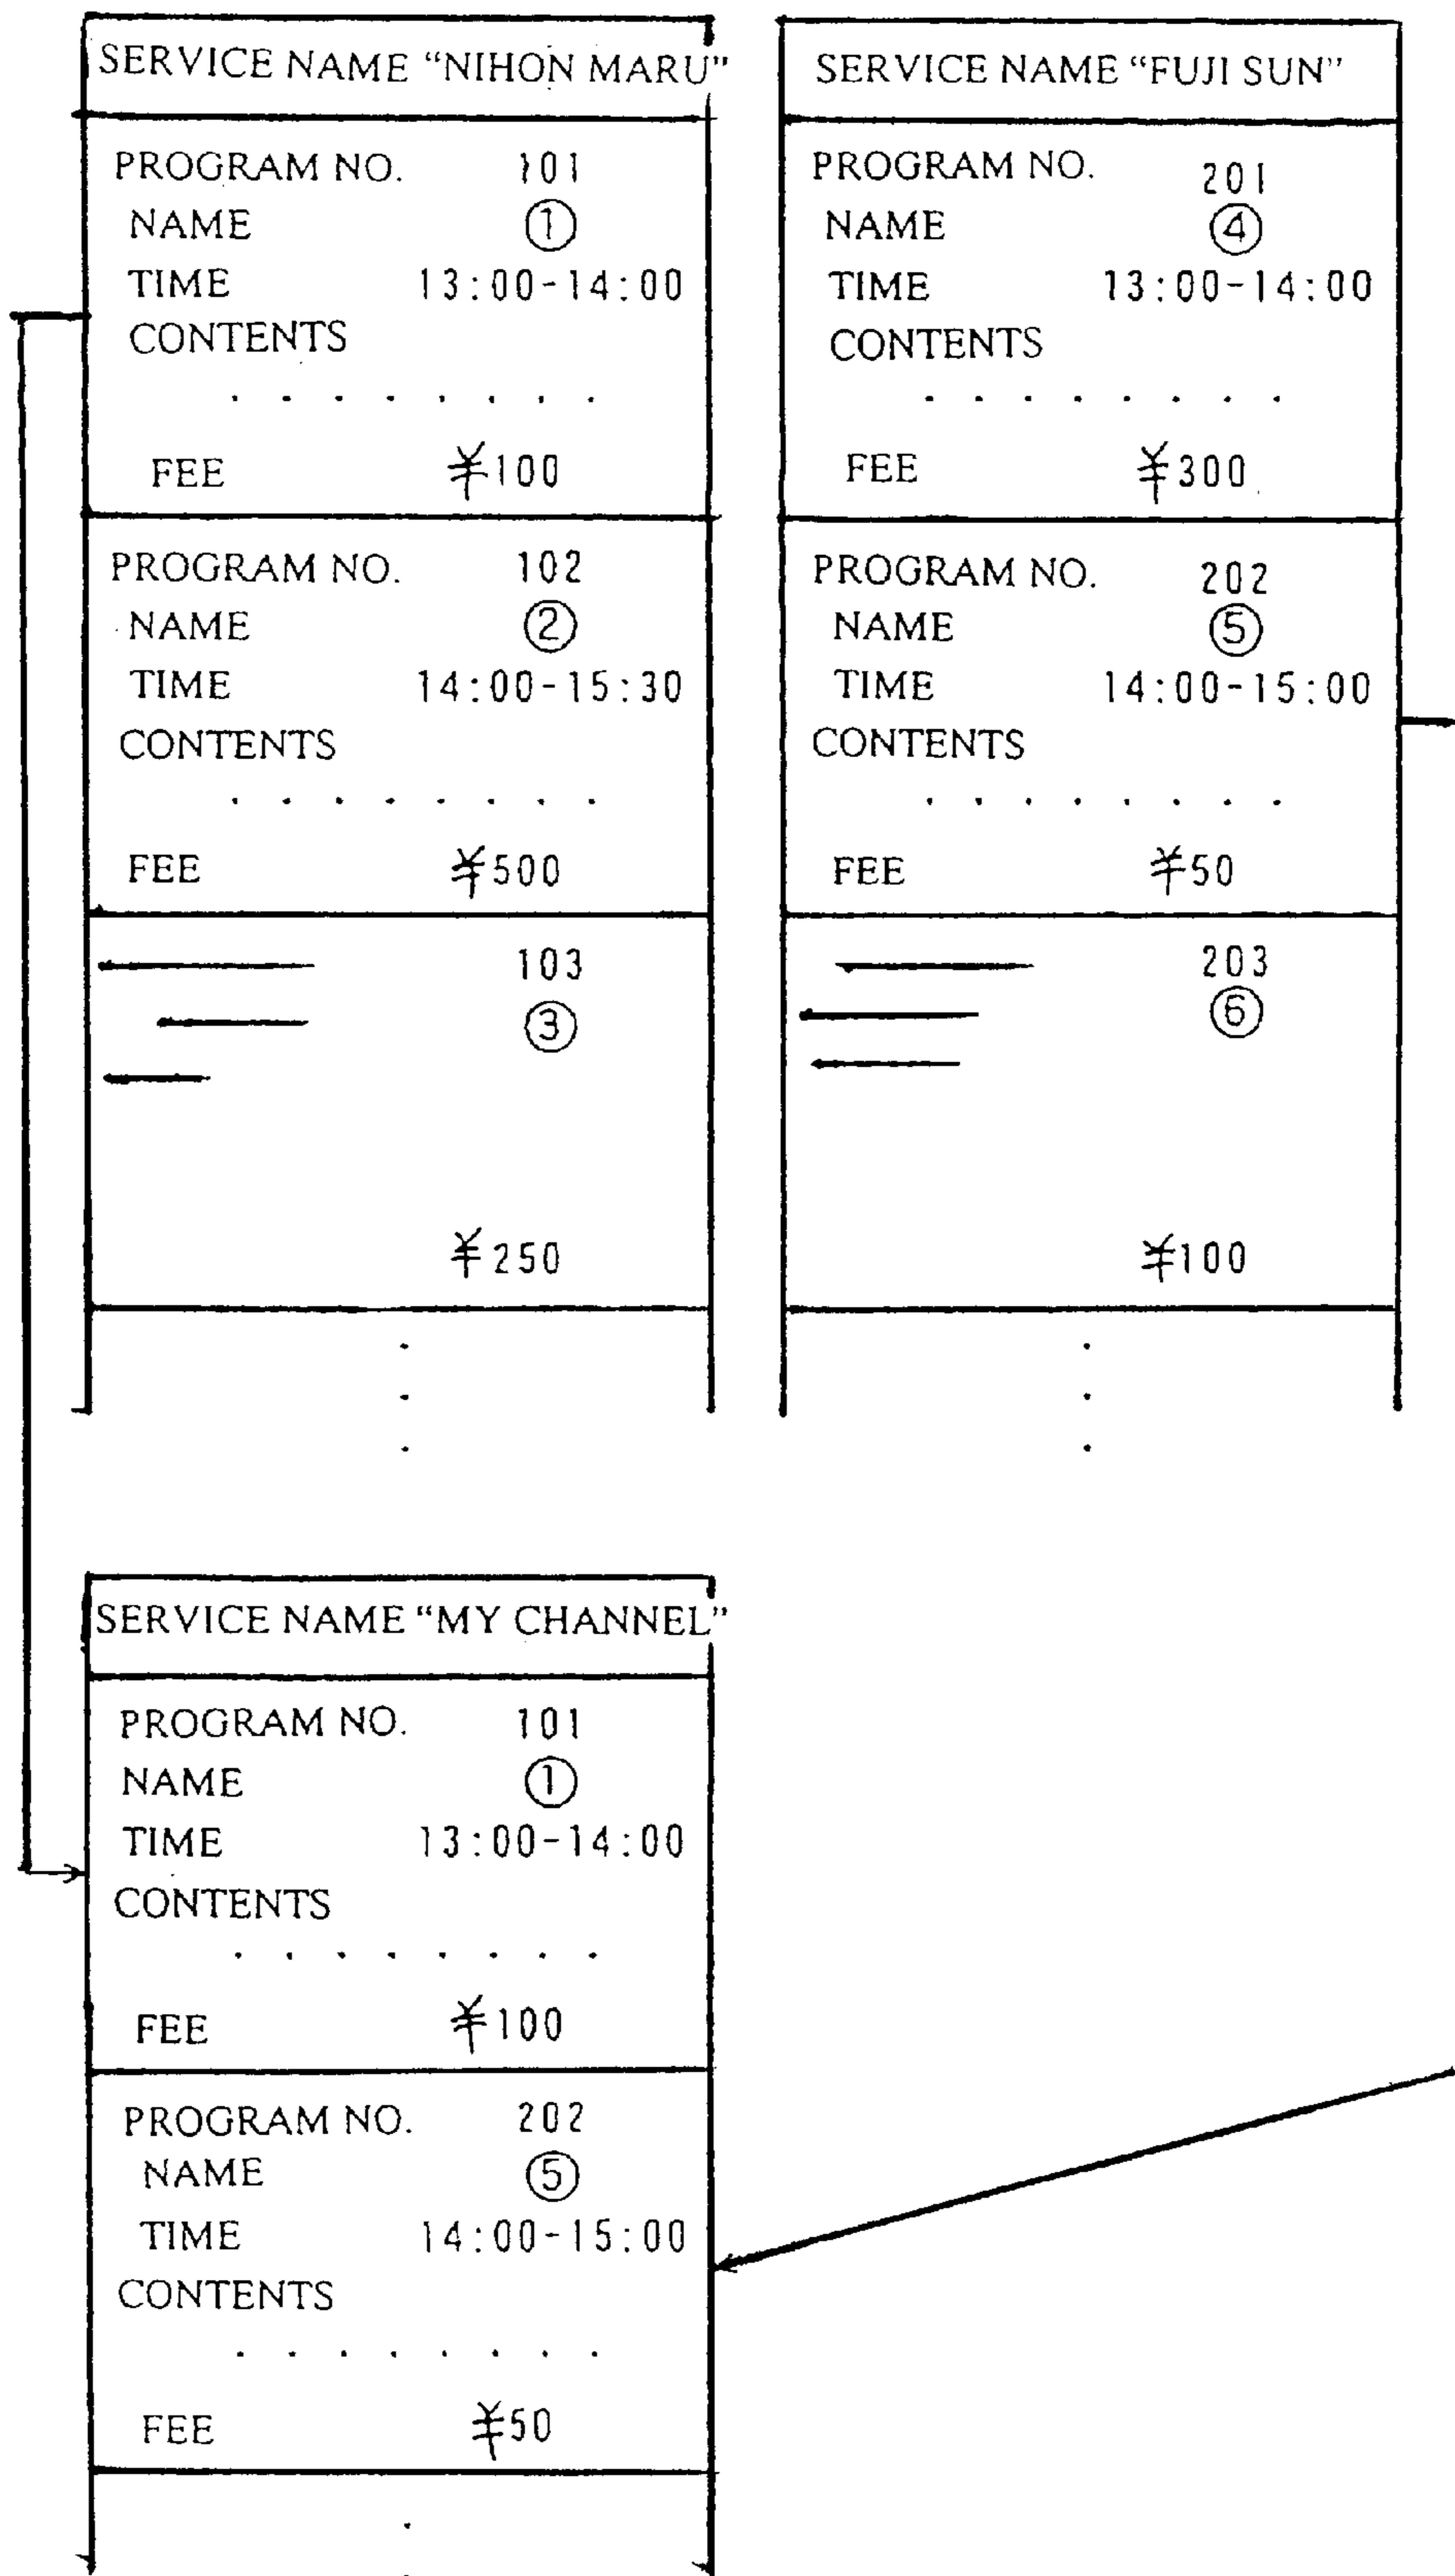 SERVICE NAME “NIHON MARU”
PROGRAM NO. 101
NAME ①
TIME 13:00-14:00
CONTENTS
. . . . . . . .
FEE ¥100
PROGRAM NO. 102
NAME ②
TIME 14:00-15:30
CONTENTS
. . . . . . . .
FEE ¥500
103
③
¥250
SERVICE NAME “FUJI SUN”
PROGRAM NO. 201
NAME ④
TIME 13:00-14:00
CONTENTS
. . . . . . . .
FEE ¥300
PROGRAM NO. 202
NAME ⑤
TIME 14:00-15:00
CONTENTS
. . . . . . . .
FEE ¥50
203
⑥
¥100
SERVICE NAME “MY CHANNEL”
PROGRAM NO. 101
NAME ①
TIME 13:00-14:00
CONTENTS
. . . . . . . .
FEE ¥100
PROGRAM NO. 202
NAME ⑤
TIME 14:00-15:00
CONTENTS
. . . . . . . .
FEE ¥50